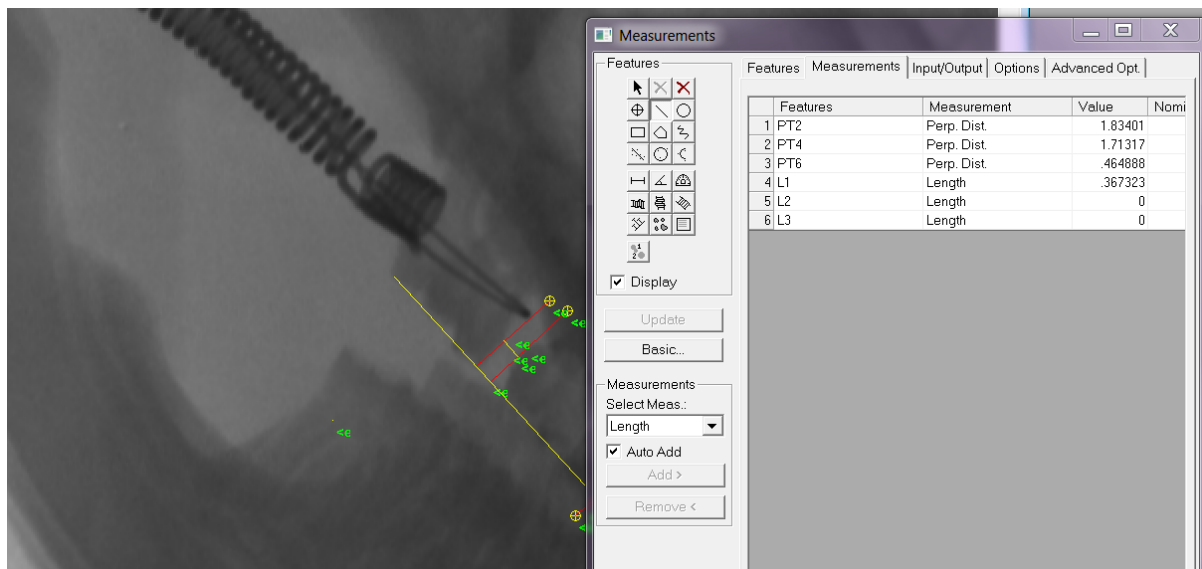 Measurements
Features
Features Measurements Input/Output Options Advanced Opt.
Features Measurement Value Nomi
1 PT2 Perp. Dist. 1.83401
2 PT4 Perp. Dist. 1.71317
3 PT6 Perp. Dist. .464888
4 L1 Length .367323
5 L2 Length 0
6 L3 Length 0
1
2
Display
Update
Basic...
Measurements
Select Meas.:
Length
Auto Add
Add >
Remove <
<e
<e
<e
<e <e
<e
<e
<e